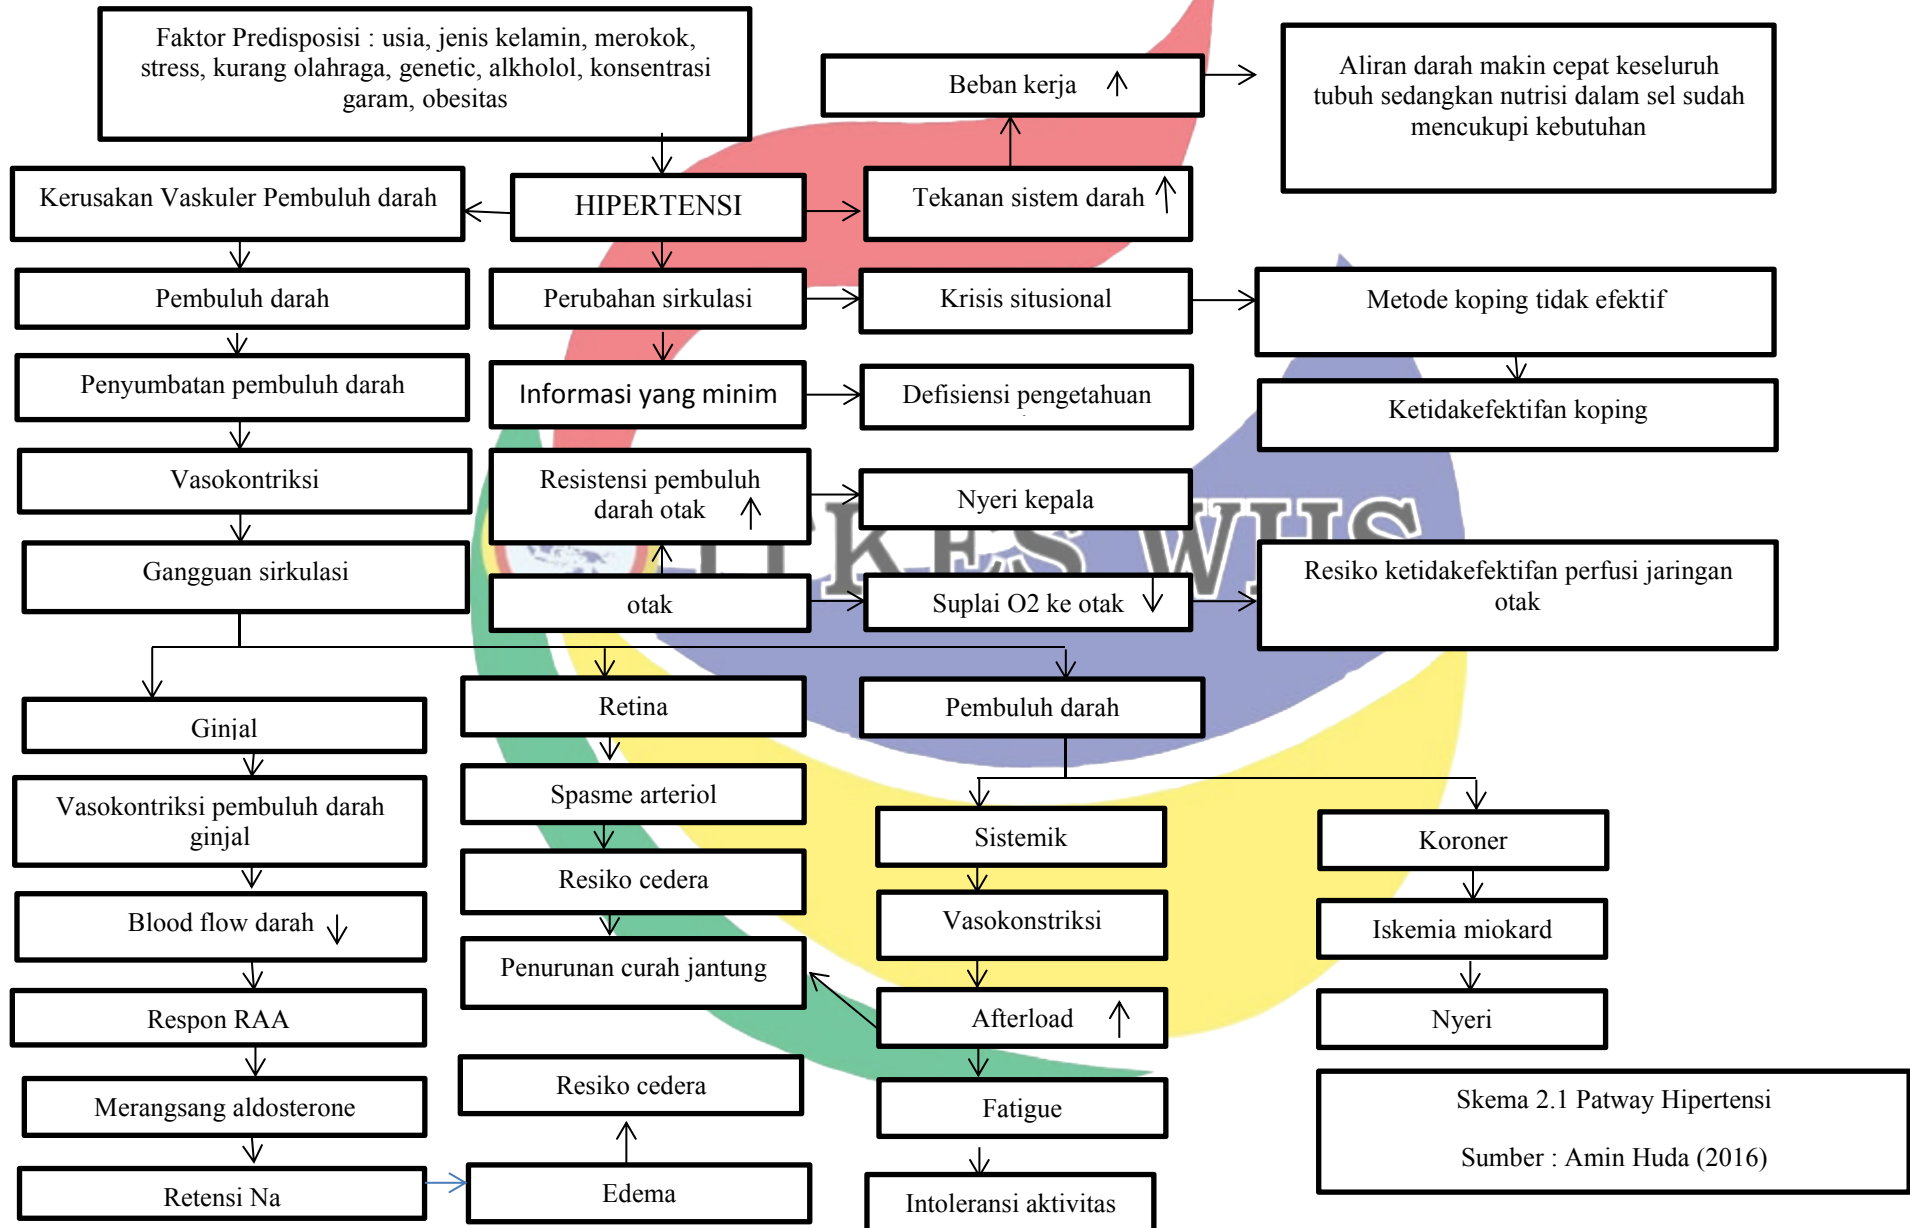 Faktor Predisposisi : usia, jenis kelamin, merokok,
stress, kurang olahraga, genetic, alkholol, konsentrasi
garam, obesitas
Beban kerja ↑
Aliran darah makin cepat keseluruh
tubuh sedangkan nutrisi dalam sel sudah
mencukupi kebutuhan
Kerusakan Vaskuler Pembuluh darah
HIPERTENSI
Tekanan sistem darah ↑
Pembuluh darah
Perubahan sirkulasi
Krisis situsional
Metode koping tidak efektif
Penyumbatan pembuluh darah
Informasi yang minim
Defisiensi pengetahuan
Ketidakefektifan koping
Vasokontriksi
Resistensi pembuluh
darah otak ↑
Nyeri kepala
Gangguan sirkulasi
otak
Suplai O2 ke otak ↓
Resiko ketidakefektifan perfusi jaringan
otak
WHS
Ginjal
Retina
Pembuluh darah
Vasokontriksi pembuluh darah
ginjal
Spasme arteriol
Sistemik
Koroner
Blood flow darah ↓
Resiko cedera
Vasokonstriksi
Iskemia miokard
Respon RAA
Penurunan curah jantung
Afterload ↑
Nyeri
Merangsang aldosterone
Resiko cedera
Fatigue
Retensi Na
Edema
Intoleransi aktivitas
Skema 2.1 Patway Hipertensi
Sumber : Amin Huda (2016)